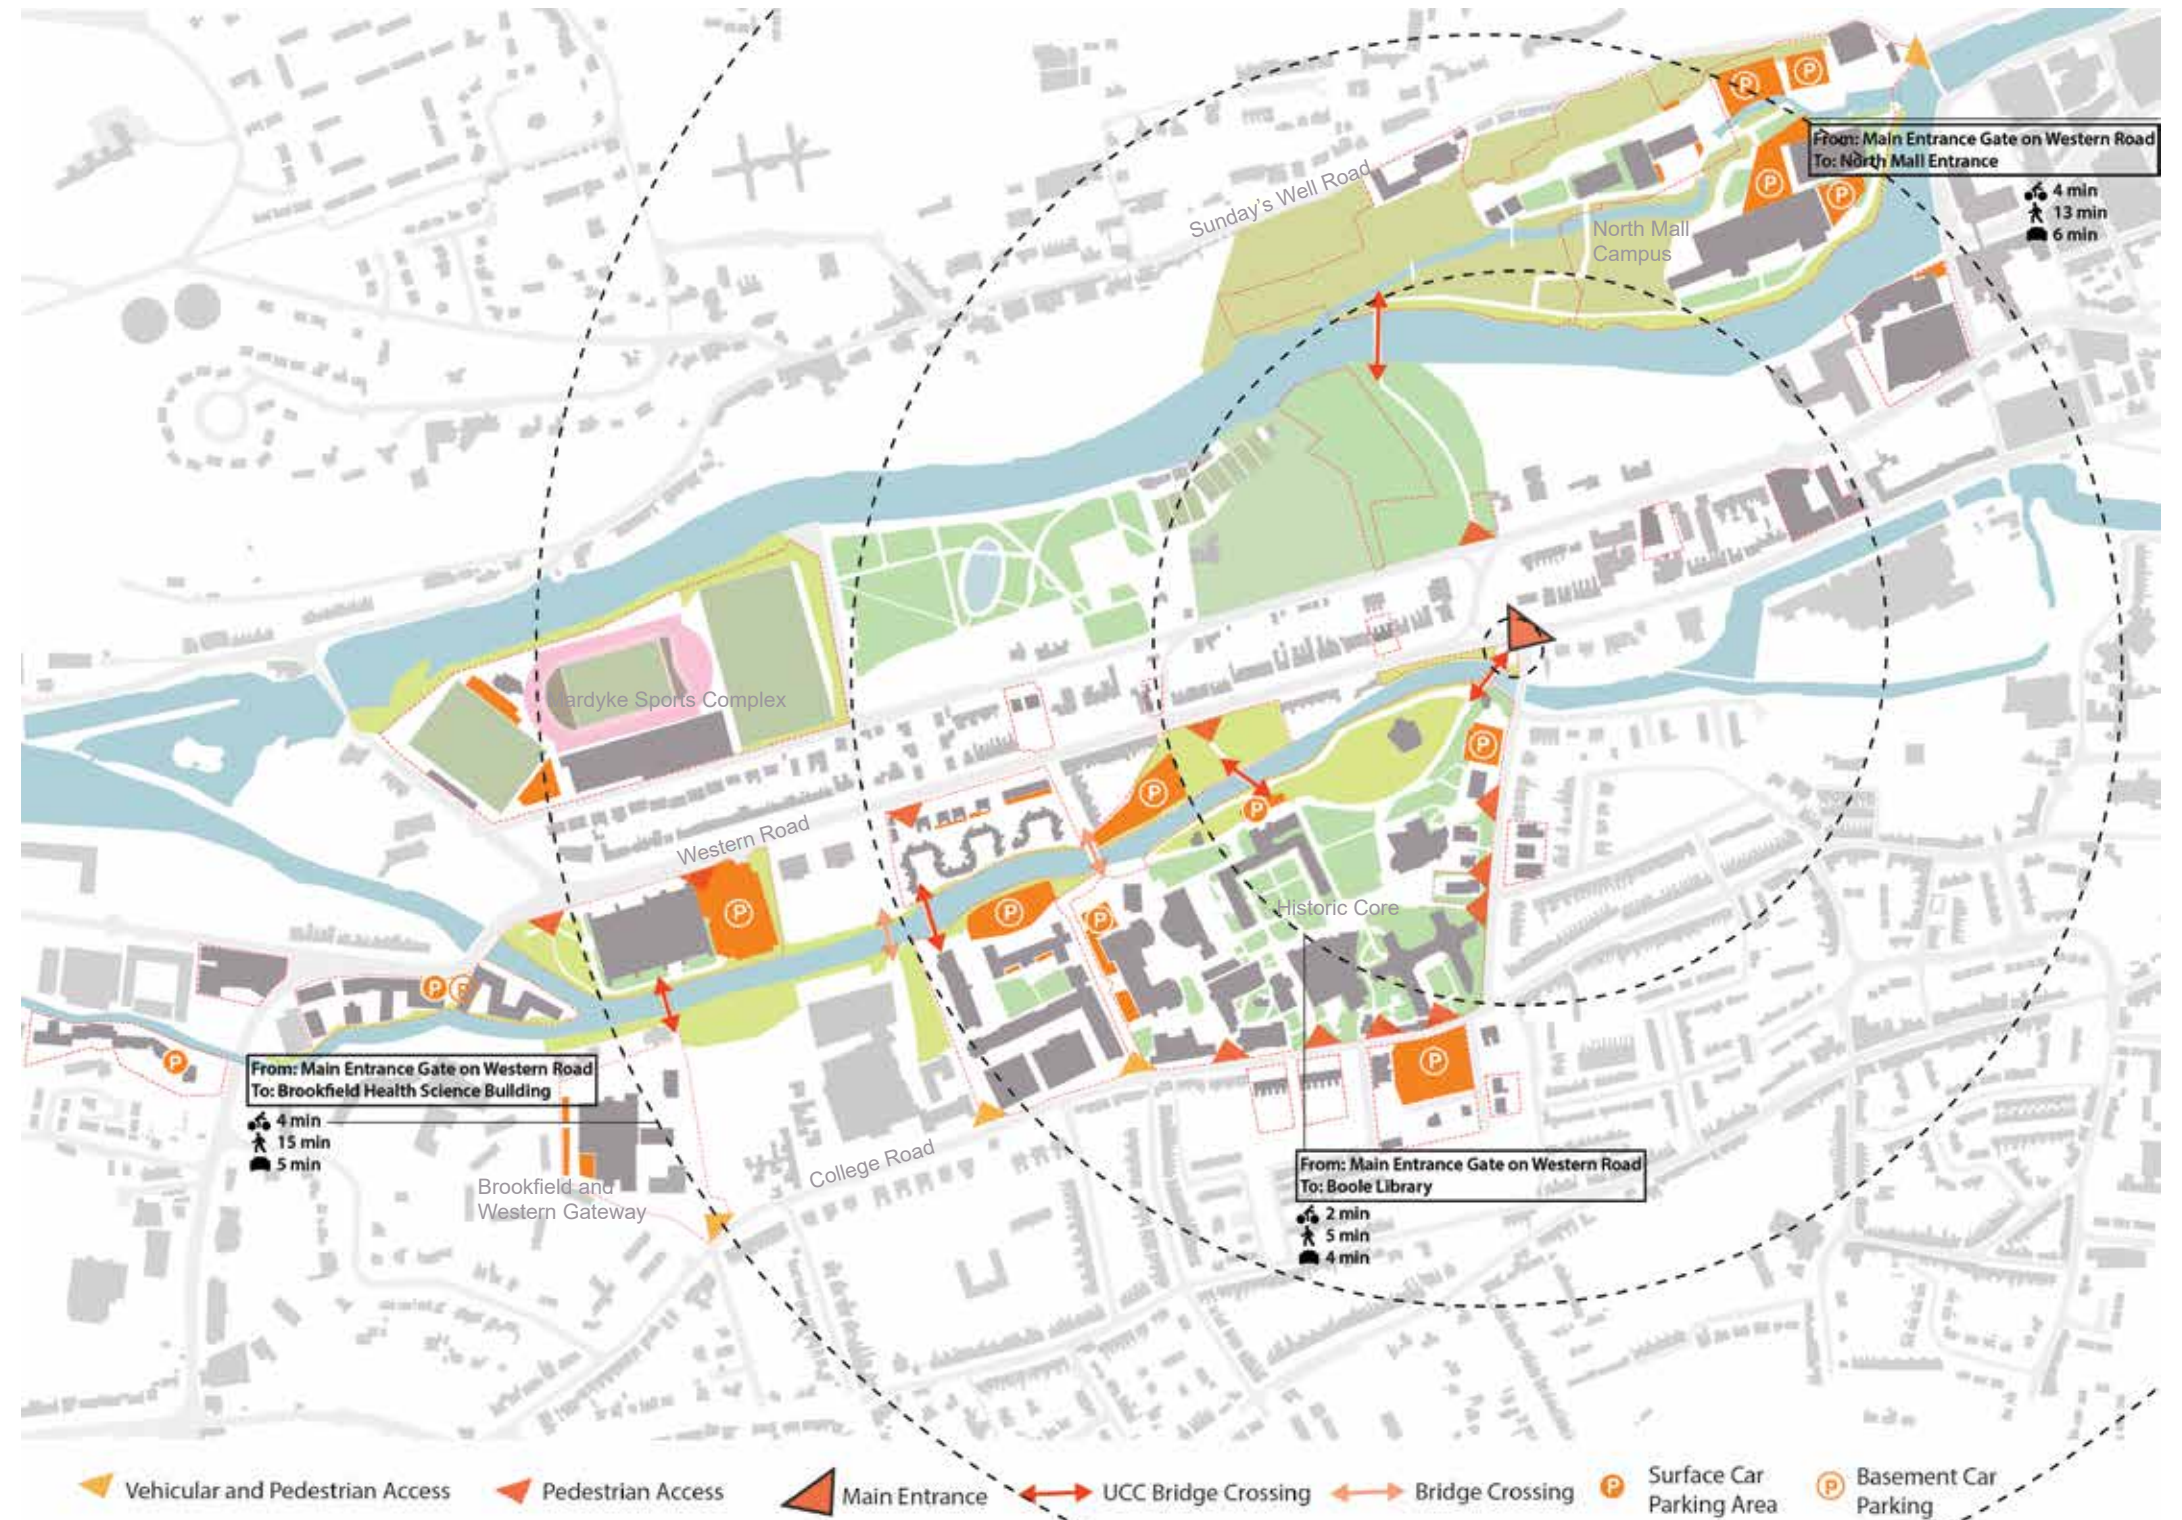 From: Main Entrance Gate on Western Road
To: North Mall Entrance
4 min
13 min
6 min
Sunday's Well Road
North Mall
Campus
Mardyke Sports Complex
Western Road
Historic Core
From: Main Entrance Gate on Western Road
To: Brookfield Health Science Building
4 min
15 min
5 min
Brookfield and
Western Gateway
College Road
From: Main Entrance Gate on Western Road
To: Boole Library
2 min
5 min
4 min
P
P
P
P
P
P
P
P
P
P
P
P
P
P
Vehicular and Pedestrian Access
Pedestrian Access
Main Entrance
UCC Bridge Crossing
Bridge Crossing
P
Surface Car
Parking Area
P
Basement Car
Parking